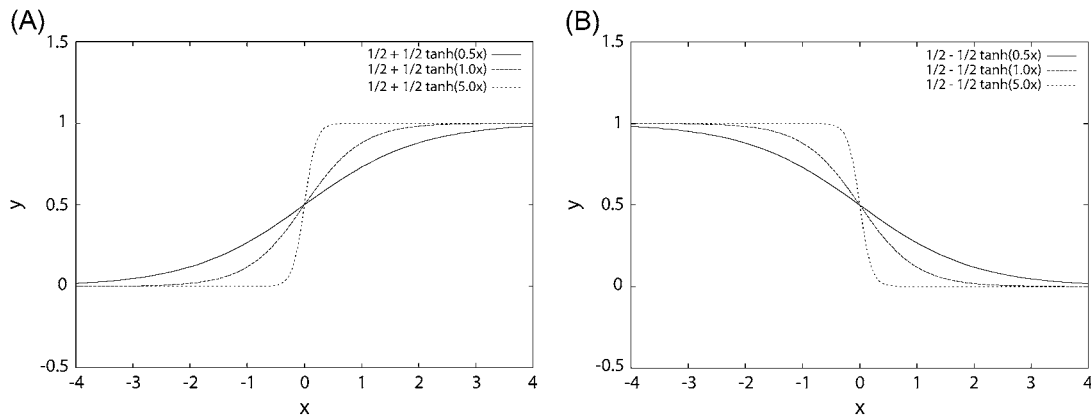 (A)
1.5
1
0.5
0
-0.5
y
1/2 + 1/2 tanh(0.5x)
1/2 + 1/2 tanh(1.0x)
1/2 + 1/2 tanh(5.0x)
-4 -3 -2 -1 0 1 2 3 4
x
(B)
1.5
1
0.5
0
-0.5
y
1/2 - 1/2 tanh(0.5x)
1/2 - 1/2 tanh(1.0x)
1/2 - 1/2 tanh(5.0x)
-4 -3 -2 -1 0 1 2 3 4
x